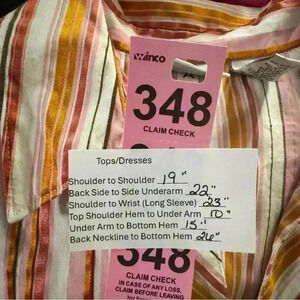 winco
348
CLAIM CHECK
Tops/Dresses
Shoulder to Shoulder 19"
Back Side to Side Underarm 22"
Shoulder to Wrist (Long Sleeve) 23"
Top Shoulder Hem to Under Arm 10"
Under Arm to Bottom Hem 15"
Back Neckline to Bottom Hem 26"
348
CLAIM CHECK
IN CASE OF ANY LOSS,
CLAIM BEFORE LEAVING